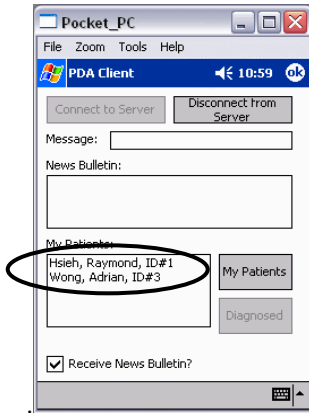 Pocket_PC
File Zoom Tools Help
PDA Client 10:59 ok
Connect to Server
Disconnect from
Server
Message:
News Bulletin:
My Patients:
Hsieh, Raymond, ID#1
Wong, Adrian, ID#3
My Patients
Diagnosed
Receive News Bulletin?